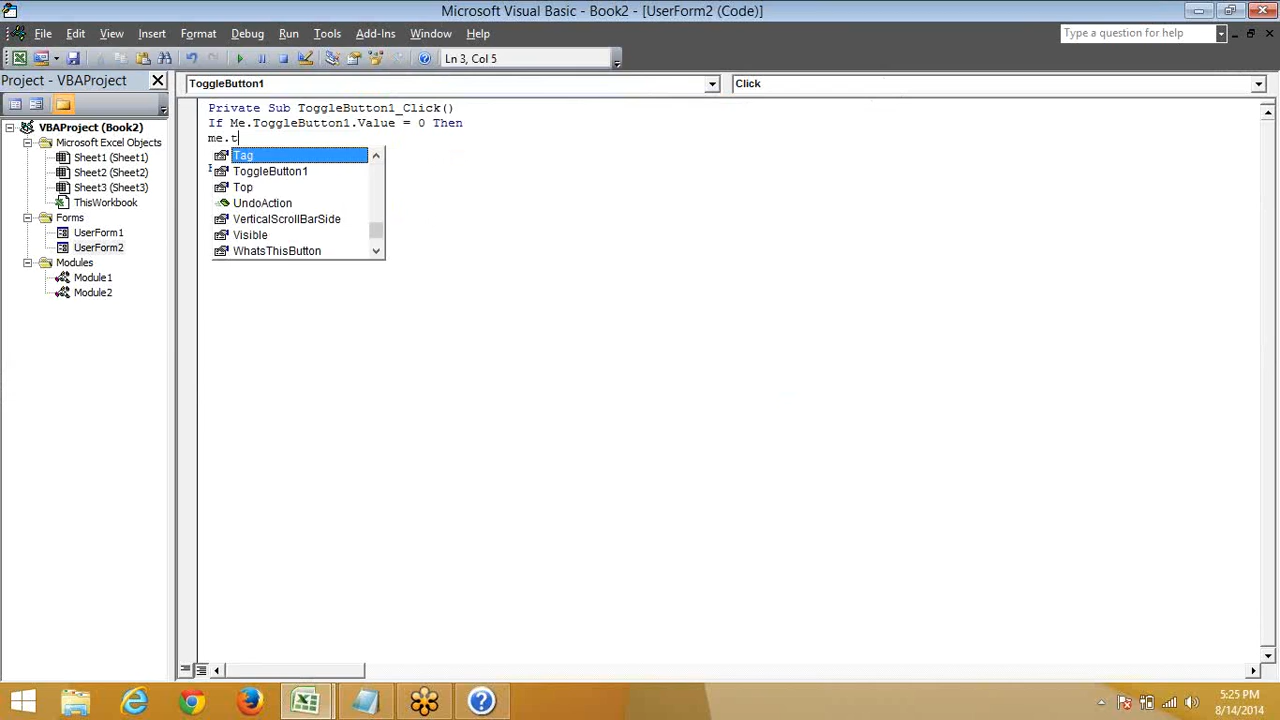 Microsoft Visual Basic - Book2 - [UserForm2 (Code)]
File Edit View Insert Format Debug Run Tools Add-Ins Window Help
Type a question for help
Ln 3, Col 5
Project - VBAProject
ToggleButton1
Click
VBAProject (Book2)
Microsoft Excel Objects
Sheet1 (Sheet1)
Sheet2 (Sheet2)
Sheet3 (Sheet3)
ThisWorkbook
Forms
UserForm1
UserForm2
Modules
Module1
Module2
Private Sub ToggleButton1_Click()
If Me.ToggleButton1.Value = 0 Then
me.t
Tag
ToggleButton1
Top
UndoAction
VerticalScrollBarSide
Visible
WhatsThisButton
5:25 PM
8/14/2014